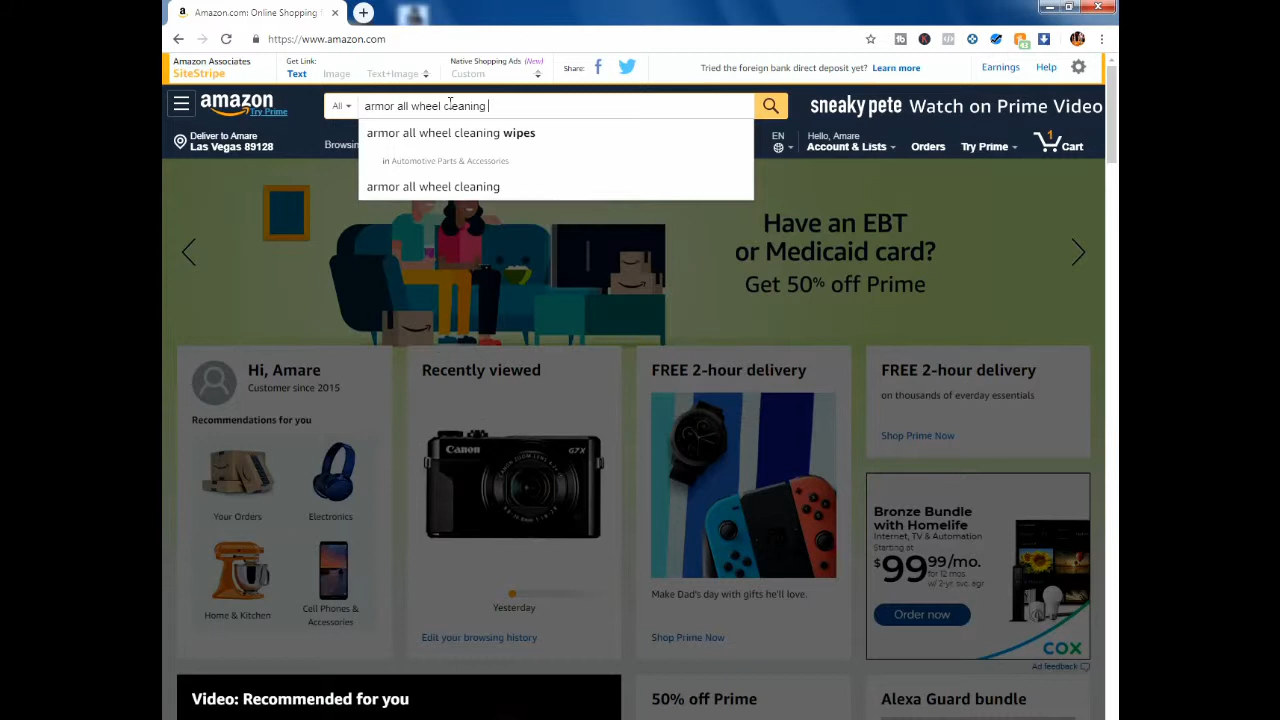 Amazon.com: Online Shopping
https://www.amazon.com
Amazon Associates
SiteStripe
Get Link:
Text
Image
Text+Image
Native Shopping Ads (New)
Custom
Share:
Tried the foreign bank direct deposit yet? Learn more
Earnings
Help
amazon
Try Prime
All
armor all wheel cleaning
sneaky pete Watch on Prime Video
armor all wheel cleaning wipes
in Automotive Parts & Accessories
armor all wheel cleaning
Deliver to Amare
Las Vegas 89128
Browsin
EN
Hello, Amare
Account & Lists
Orders
Try Prime
1
Cart
Have an EBT
or Medicaid card?
Get 50% off Prime
Hi, Amare
Customer since 2015
Recommendations for you
Your Orders
Electronics
Home & Kitchen
Cell Phones &
Accessories
Recently viewed
Canon
G7X
Yesterday
Edit your browsing history
FREE 2-hour delivery
Make Dad's day with gifts he'll love.
Shop Prime Now
FREE 2-hour delivery
on thousands of everday essentials
Shop Prime Now
Bronze Bundle
with Homelife
Internet, TV & Automation
Starting at
$99.99/mo.
for 12 mos.
w/2-yr. svc. agr.
Order now
COX
Ad feedback
Video: Recommended for you
50% off Prime
Alexa Guard bundle